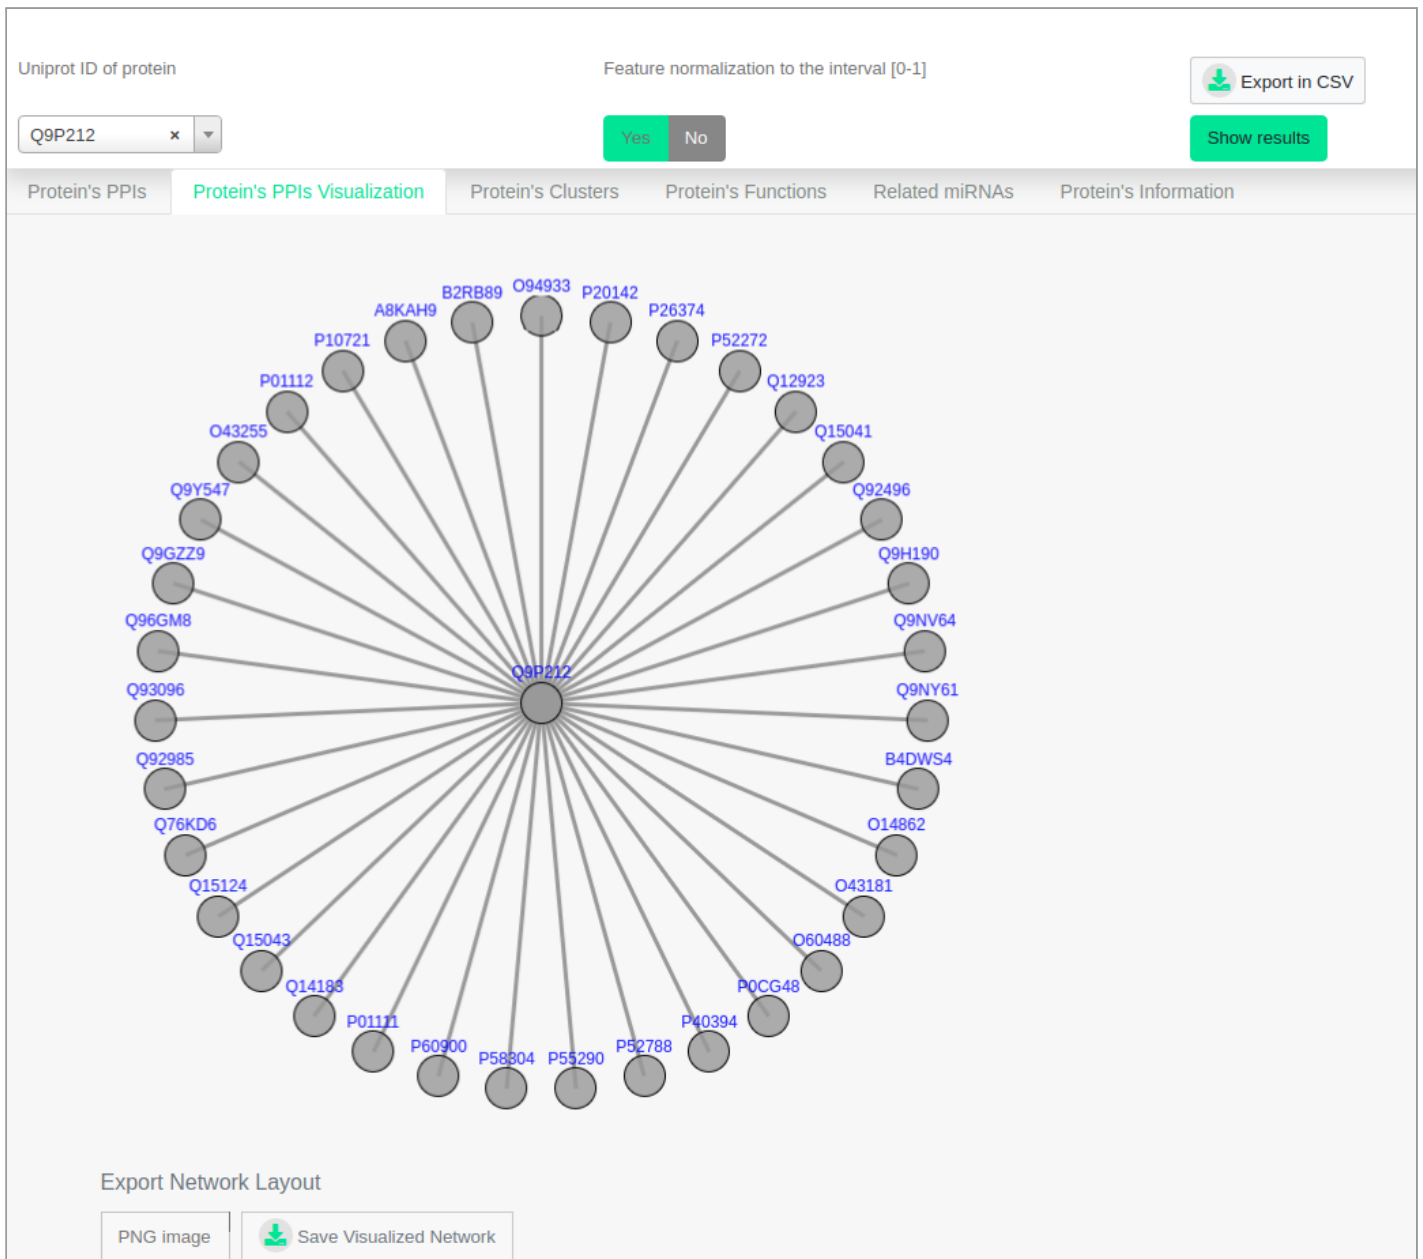 Uniprot ID of protein
Feature normalization to the interval [0-1]
Export in CSV
Q9P212 ×
Yes No
Show results
Protein's PPIs
Protein's PPIs Visualization
Protein's Clusters
Protein's Functions
Related miRNAs
Protein's Information
O94933
B2RB89
P20142
A8KAH9
P26374
P10721
P52272
P01112
Q12923
O43255
Q15041
Q9Y547
Q92496
Q9GZZ9
Q9H190
Q96GM8
Q9NV64
Q9P212
Q93096
Q9NY61
Q92985
B4DWS4
Q76KD6
O14862
Q15124
O43181
Q15043
O60488
Q14183
P0CG48
P01111
P40394
P60900
P52788
P58304
P55290
Export Network Layout
PNG image
Save Visualized Network